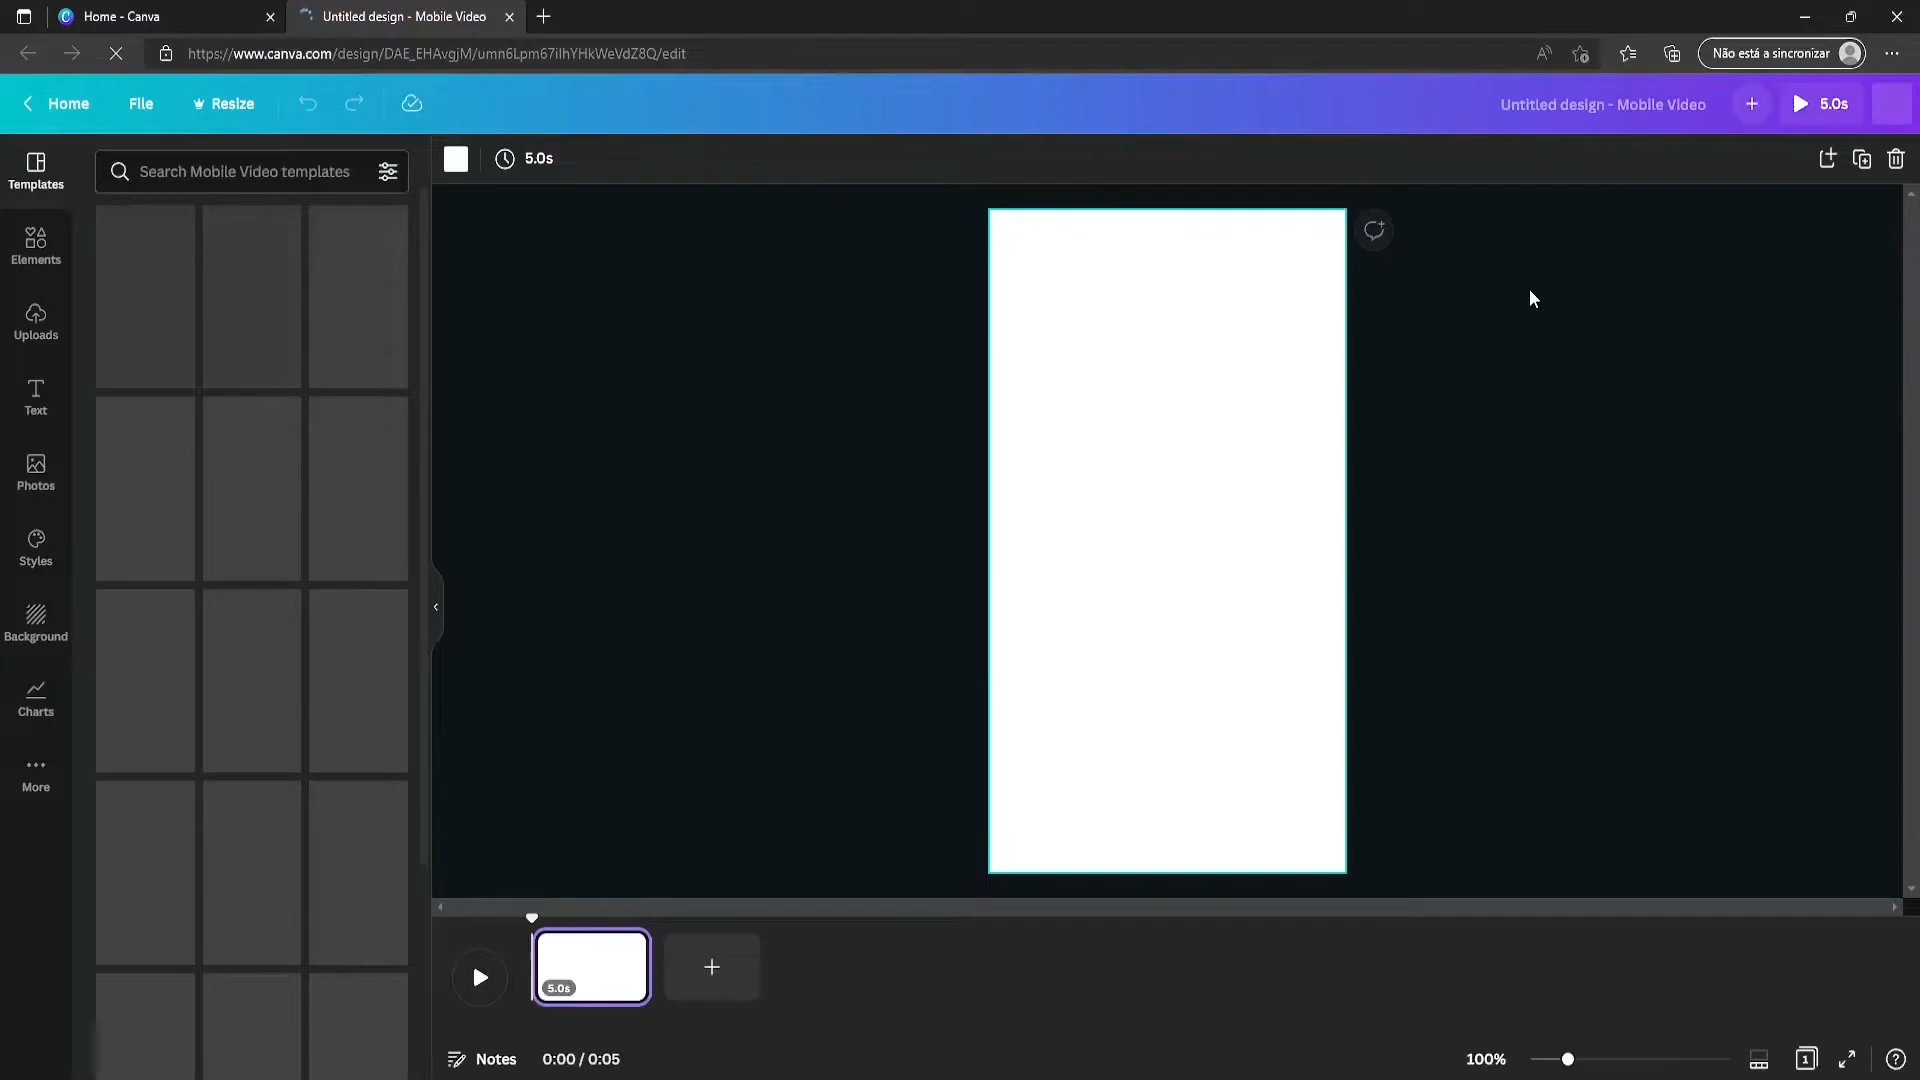 Home - Canva
Untitled design - Mobile Video
https://www.canva.com/design/DAE_EHAvgjM/umn6Lpm67ilhYHkWeVdZ8Q/edit
Não está a sincronizar
Home
File
Resize
Untitled design - Mobile Video
5.0s
Templates
Search Mobile Video templates
5.0s
Elements
Uploads
Text
Photos
Styles
Background
Charts
More
5.0s
Notes
0:00 / 0:05
100%
1